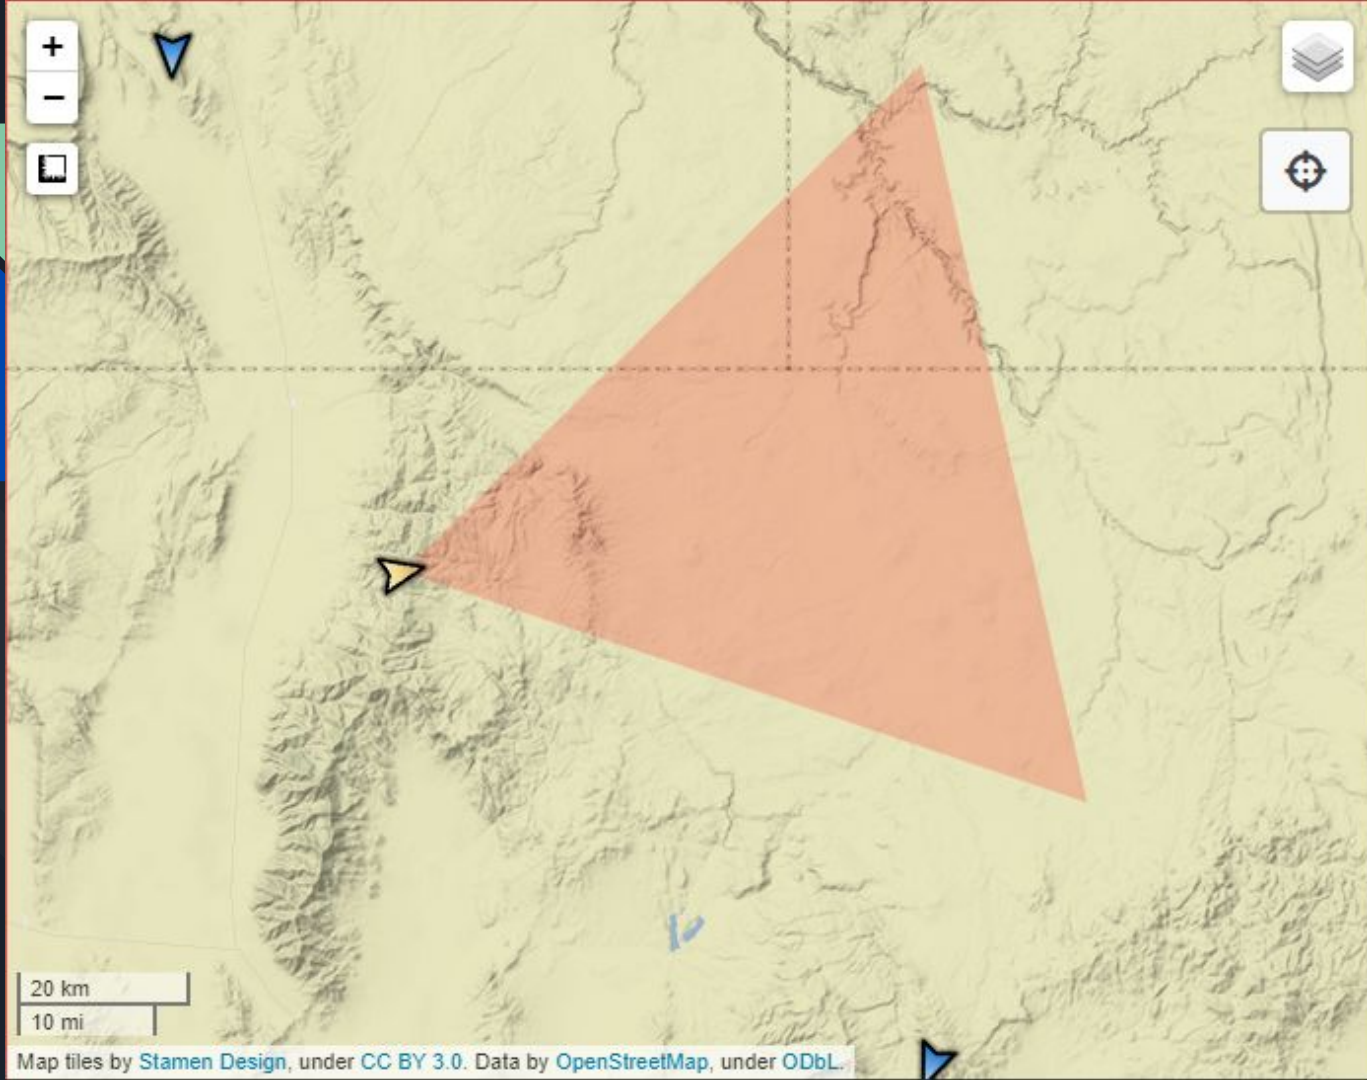 +
−
20 km
10 mi
Map tiles by Stamen Design, under CC BY 3.0. Data by OpenStreetMap, under ODbL.